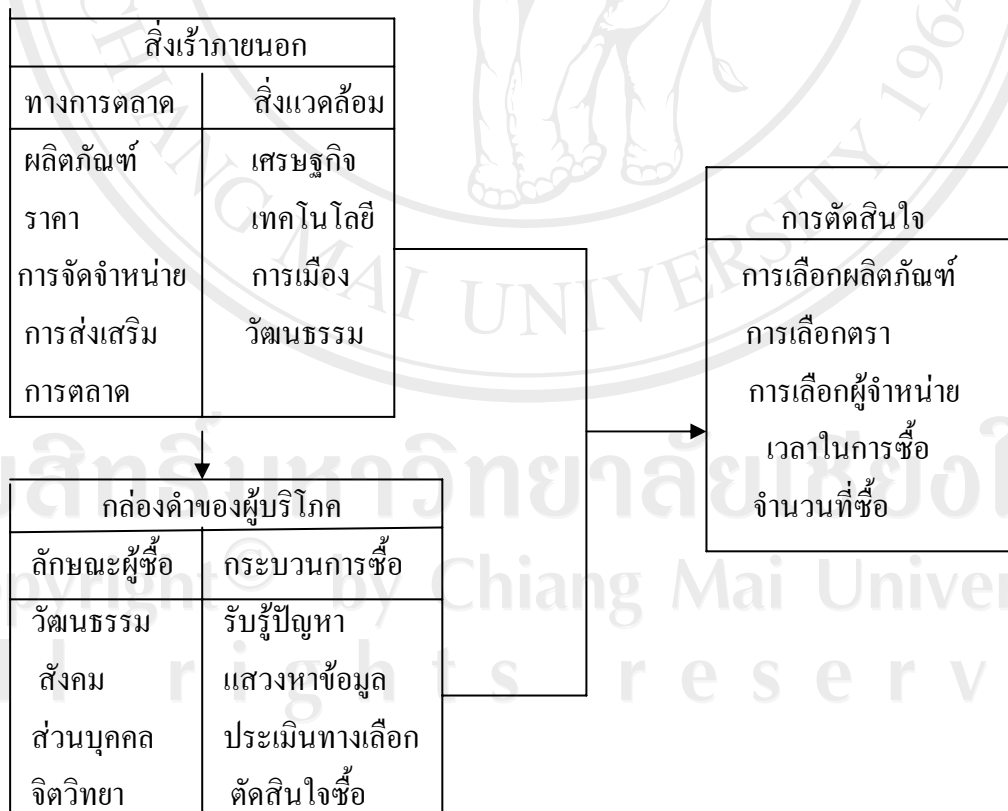 CHIANG MAI UNIVERSITY 1964
สิ่งเร้าภายนอก
ทางการตลาด สิ่งแวดล้อม
ผลิตภัณฑ์ เศรษฐกิจ
ราคา เทคโนโลยี
การจัดจำหน่าย การเมือง
การส่งเสริม วัฒนธรรม
การตลาด
กล่องดำของผู้บริโภค
ลักษณะผู้ซื้อ กระบวนการซื้อ
วัฒนธรรม รับรู้ปัญหา
สังคม แสวงหาข้อมูล
ส่วนบุคคล ประเมินทางเลือก
จิตวิทยา ตัดสินใจซื้อ
การตัดสินใจ
การเลือกผลิตภัณฑ์
การเลือกตรา
การเลือกผู้จำหน่าย
เวลาในการซื้อ
จำนวนที่ซื้อ
by Chiang Mai
rights